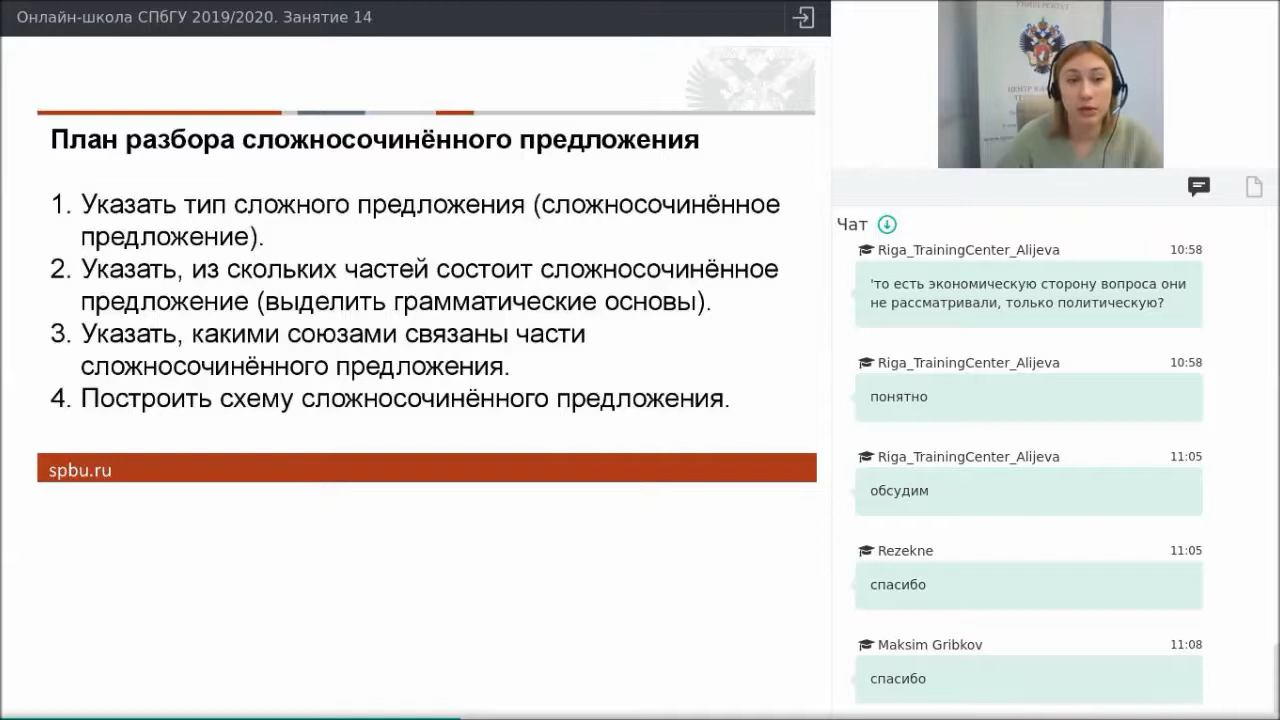 Онлайн-школа СПбГУ 2019/2020. Занятие 14
План разбора сложносочинённого предложения
1. Указать тип сложного предложения (сложносочинённое
предложение).
2. Указать, из скольких частей состоит сложносочинённое
предложение (выделить грамматические основы).
3. Указать, какими союзами связаны части
сложносочинённого предложения.
4. Построить схему сложносочинённого предложения.
spbu.ru
Чат
Riga_TrainingCenter_Alijeva 10:58
'то есть экономическую сторону вопроса они
не рассматривали, только политическую?
Riga_TrainingCenter_Alijeva 10:58
понятно
Riga_TrainingCenter_Alijeva 11:05
обсудим
Rezekne 11:05
спасибо
Maksim Gribkov 11:08
спасибо